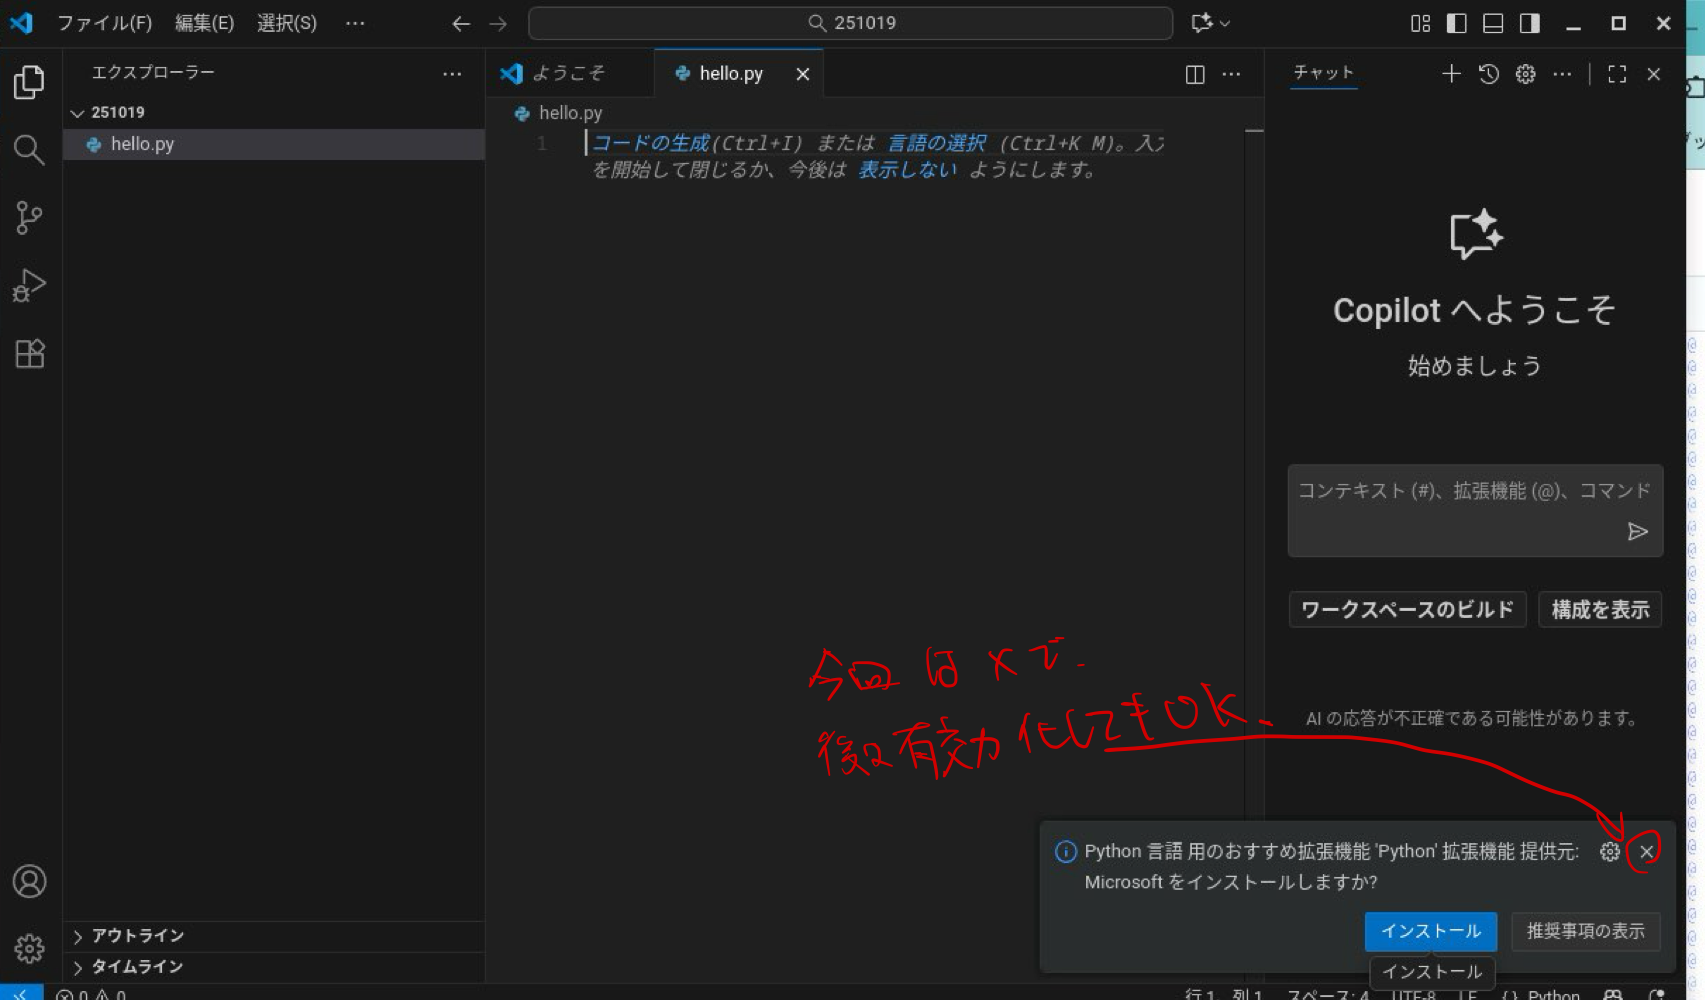 ファイル(F) 編集(E) 選択(S) ···
251019
エクスプローラー
251019
hello.py
アウトライン
タイムライン
ようこそ
hello.py
hello.py
1
コードの生成(Ctrl+I) または 言語の選択 (Ctrl+K M)。入力
を開始して閉じるか、今後は 表示しない ようにします。
チャット
Copilot へようこそ
始めましょう
コンテキスト (#)、拡張機能 (@)、コマンド
ワークスペースのビルド 構成を表示
AI の応答が不正確である可能性があります。
今回は×で.
後で有効化してもOK.
Python 言語 用のおすすめ拡張機能 'Python' 拡張機能 提供元:
Microsoft をインストールしますか?
インストール 推奨事項の表示
インストール
0 0
行 1、列 1 スペース: 4 UTF-8 LF {} Python